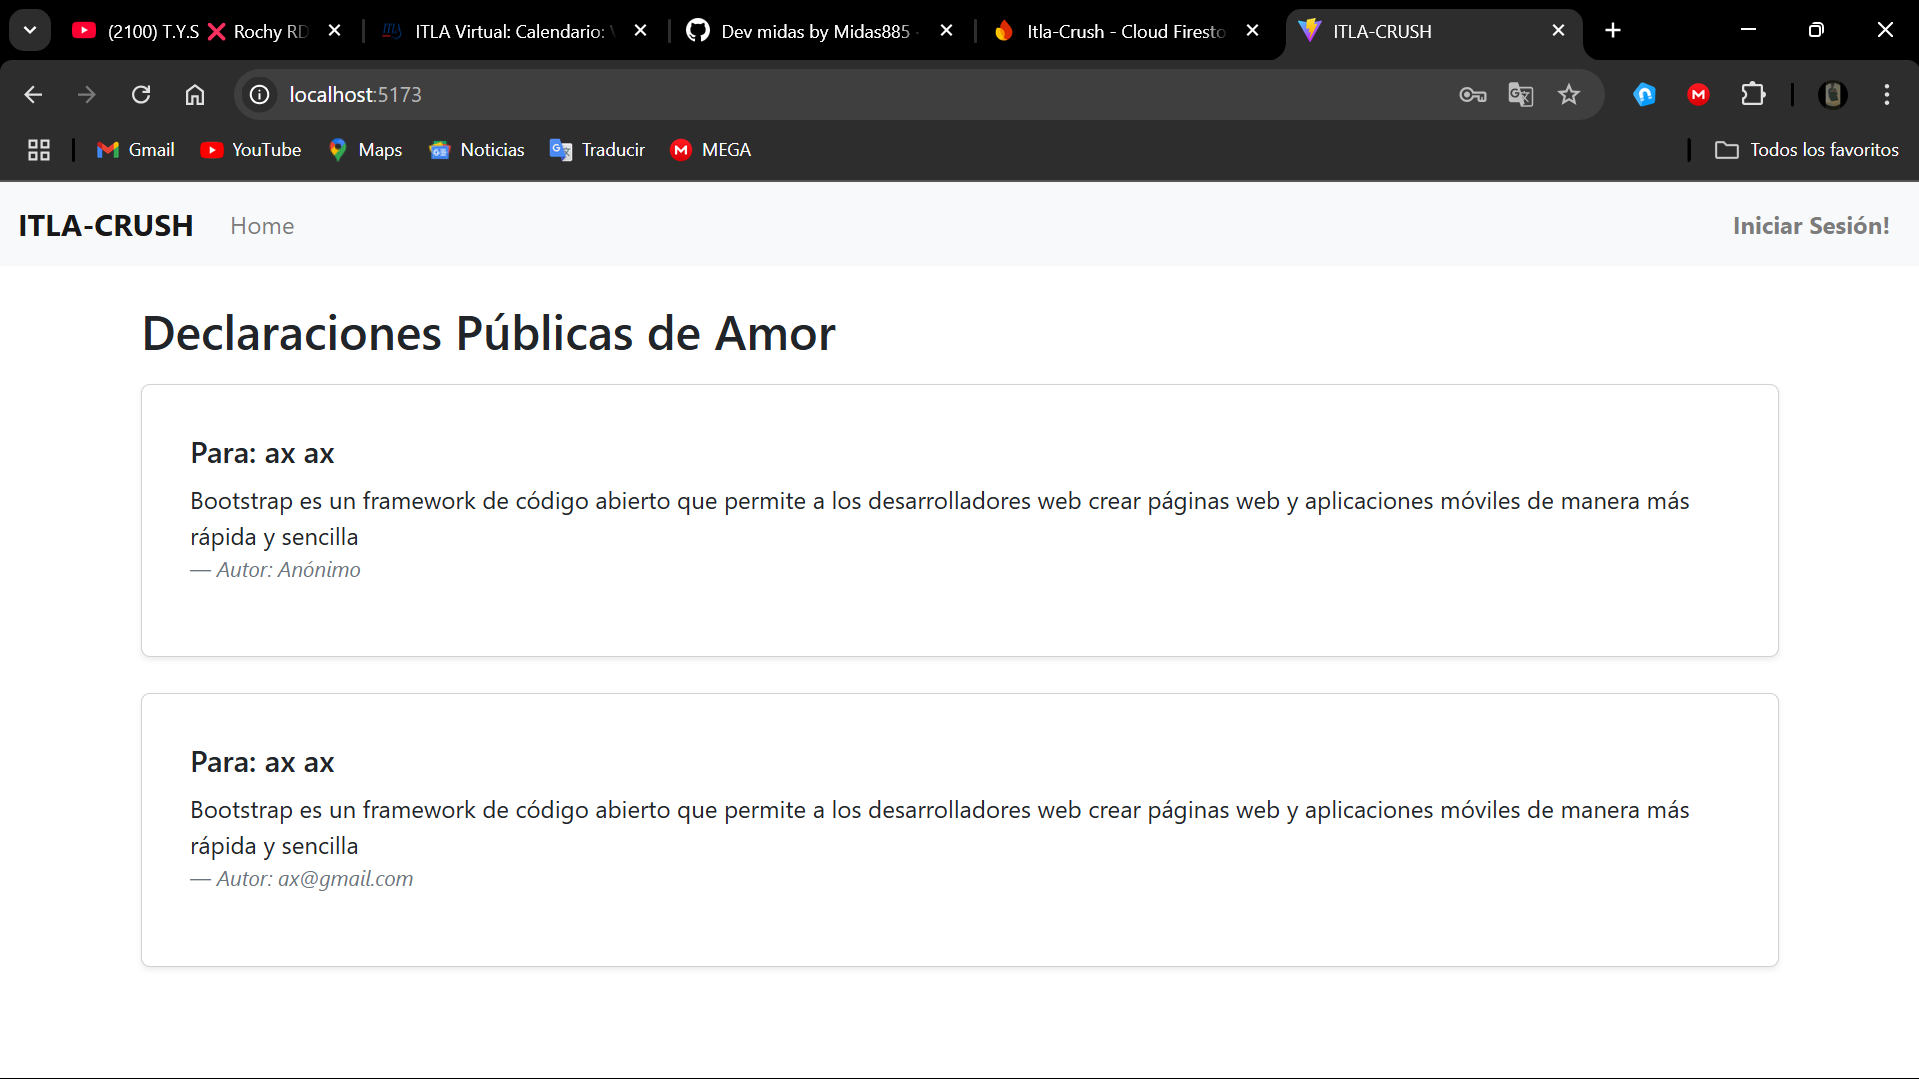 (2100) T.Y.S ❌ Rochy RD
ITLA Virtual: Calendario:
Dev midas by Midas885
Itla-Crush - Cloud Firesto
ITLA-CRUSH
localhost:5173
Gmail
YouTube
Maps
Noticias
Traducir
MEGA
Todos los favoritos
ITLA-CRUSH
Home
Iniciar Sesión!
Declaraciones Públicas de Amor
Para: ax ax
Bootstrap es un framework de código abierto que permite a los desarrolladores web crear páginas web y aplicaciones móviles de manera más
rápida y sencilla
— Autor: Anónimo
Para: ax ax
Bootstrap es un framework de código abierto que permite a los desarrolladores web crear páginas web y aplicaciones móviles de manera más
rápida y sencilla
— Autor: ax@gmail.com